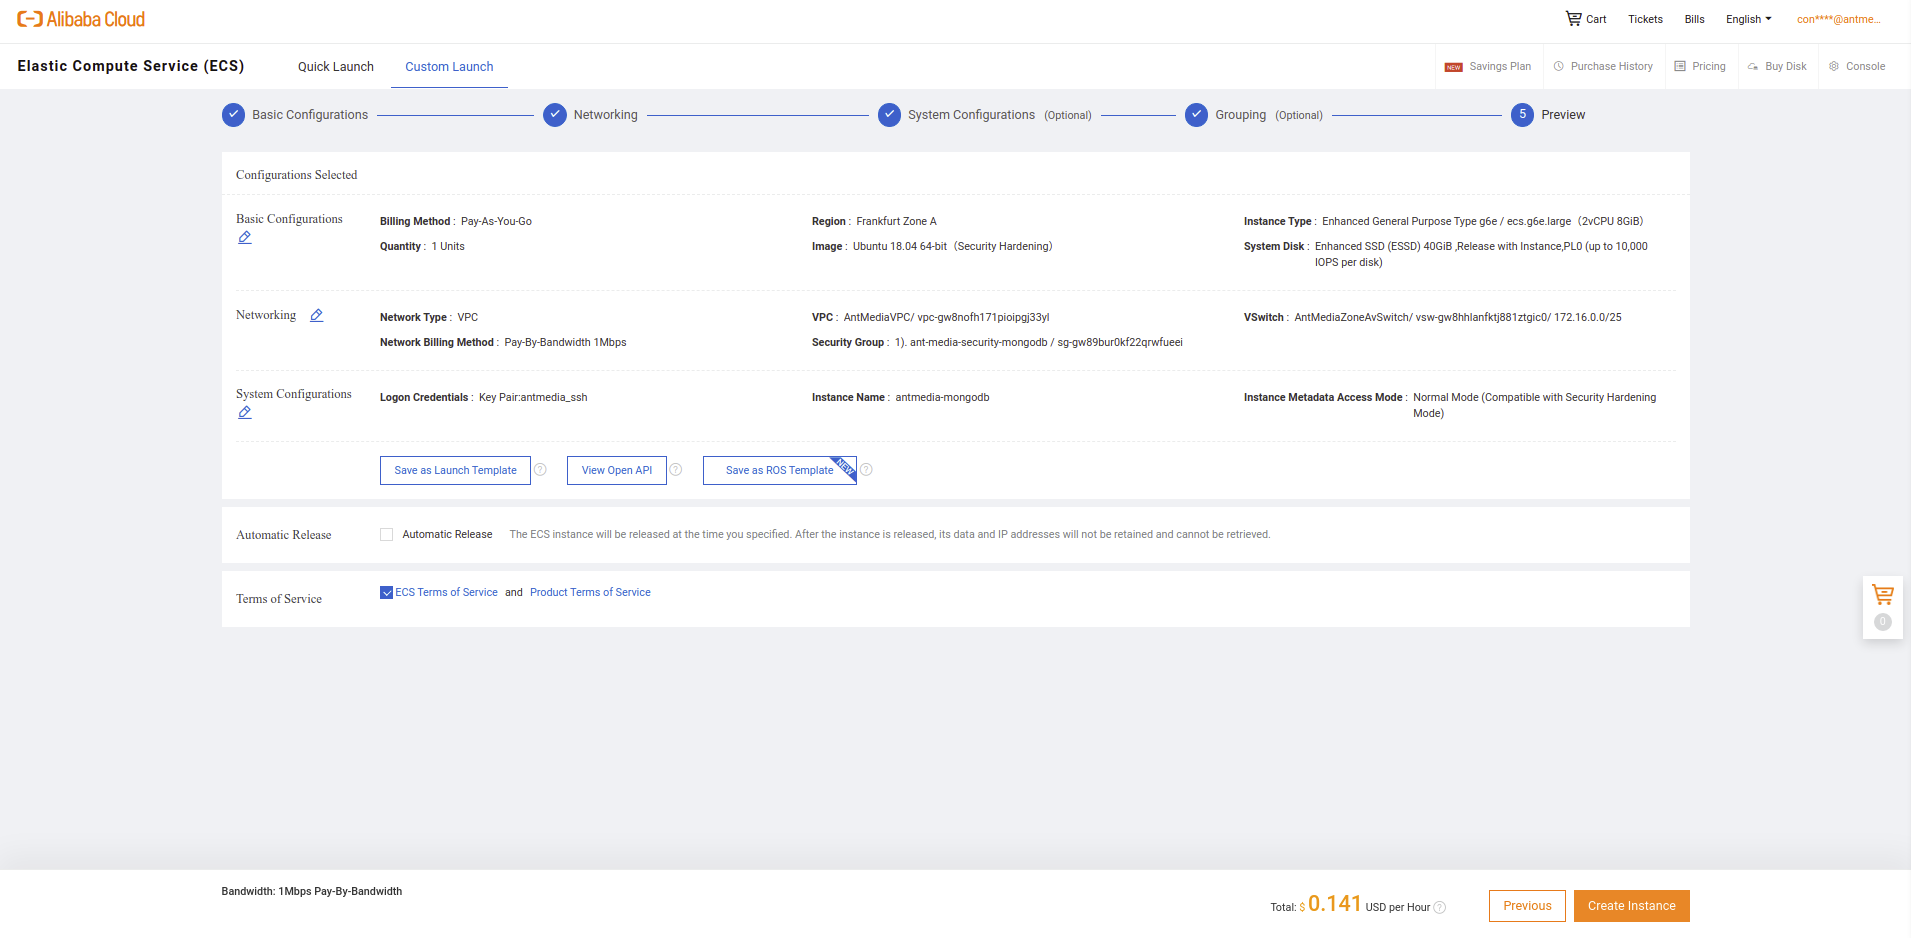 Alibaba Cloud
Cart Tickets Bills English con****@antme...
Elastic Compute Service (ECS) Quick Launch Custom Launch NEW Savings Plan Purchase History Pricing Buy Disk Console
Basic Configurations Networking System Configurations (Optional) Grouping (Optional) 5 Preview
Configurations Selected
Basic Configurations
Billing Method : Pay-As-You-Go Region : Frankfurt Zone A Instance Type : Enhanced General Purpose Type g6e / ecs.g6e.large (2vCPU 8GiB)
Quantity : 1 Units Image : Ubuntu 18.04 64-bit (Security Hardening) System Disk : Enhanced SSD (ESSD) 40GiB ,Release with Instance,PL0 (up to 10,000
IOPS per disk)
Networking
Network Type : VPC VPC : AntMediaVPC/ vpc-gw8nofh171pioipgj33yl VSwitch : AntMediaZoneAvSwitch/ vsw-gw8hhlanfktj881ztgic0/ 172.16.0.0/25
Network Billing Method : Pay-By-Bandwidth 1Mbps Security Group : 1). ant-media-security-mongodb / sg-gw89bur0kf22qrwfueei
System Configurations
Logon Credentials : Key Pair:antmedia_ssh Instance Name : antmedia-mongodb Instance Metadata Access Mode : Normal Mode (Compatible with Security Hardening
Mode)
Save as Launch Template ? View Open API ? Save as ROS Template NEW ?
Automatic Release Automatic Release The ECS instance will be released at the time you specified. After the instance is released, its data and IP addresses will not be retained and cannot be retrieved.
Terms of Service ECS Terms of Service and Product Terms of Service
0
Bandwidth: 1Mbps Pay-By-Bandwidth
Total: $ 0.141 USD per Hour ? Previous Create Instance